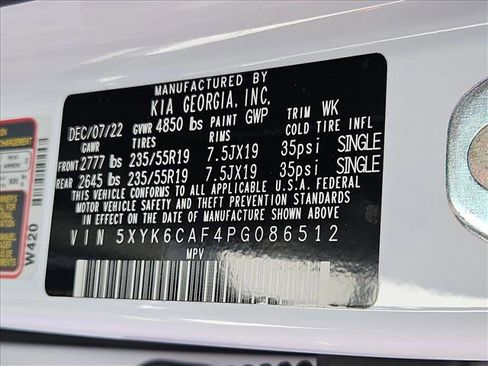 MANUFACTURED BY
KIA GEORGIA, INC.
DEC/07/22 GVWR 4850 lbs PAINT GWP TRIM WK
GAWR TIRES RIMS COLD TIRE INFL
FRONT 2777 lbs 235/55R19 7.5JX19 35psi SINGLE
REAR 2645 lbs 235/55R19 7.5JX19 35psi SINGLE
THIS VEHICLE CONFORMS TO ALL APPLICABLE U.S.A. FEDERAL
MOTOR VEHICLE SAFETY AND THEFT PREVENTION STANDARDS
IN EFFECT ON THE DATE OF MANUFACTURE SHOWN ABOVE.
VIN 5XYK6CAF4PG086512
MPV
W420